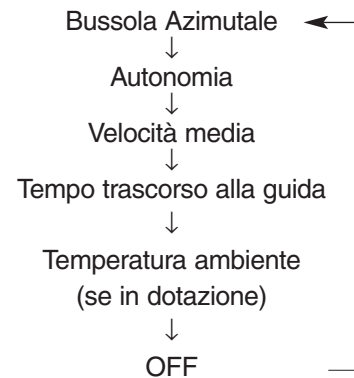 Bussola Azimutale
↓
Autonomia
↓
Velocità media
↓
Tempo trascorso alla guida
↓
Temperatura ambiente
(se in dotazione)
↓
OFF